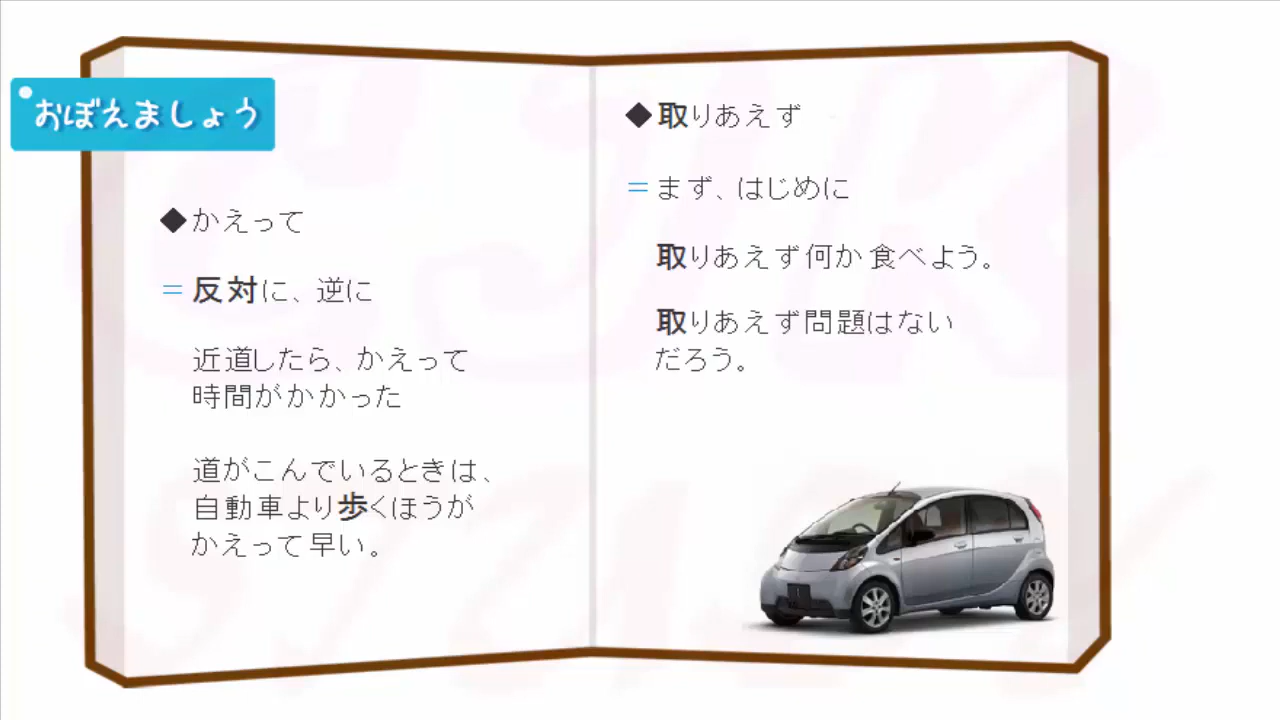 おぼえましょう
◆かえって
＝反対に、逆に
近道したら、かえって
時間がかかった
道がこんでいるときは、
自動車より歩くほうが
かえって早い。
◆取りあえず
＝まず、はじめに
取りあえず何か食べよう。
取りあえず問題はない
だろう。